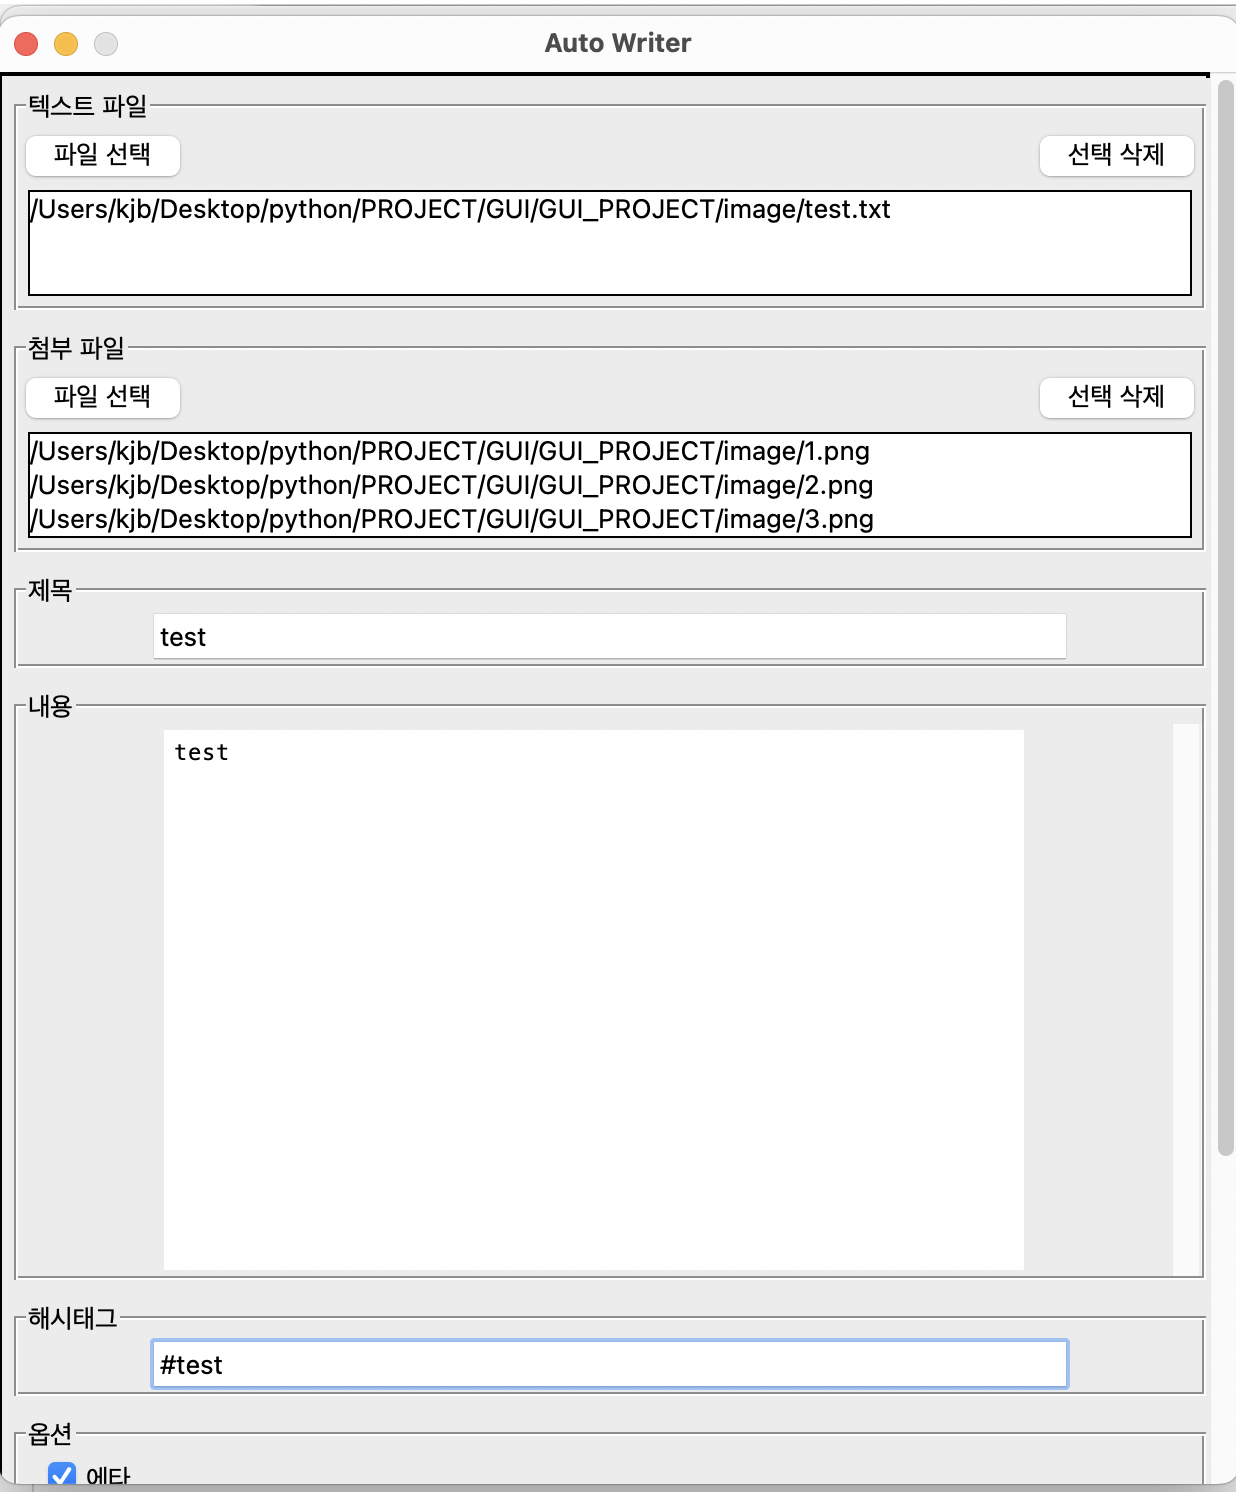 Auto Writer
텍스트 파일
파일 선택 선택 삭제
/Users/kjb/Desktop/python/PROJECT/GUI/GUI_PROJECT/image/test.txt
첨부 파일
파일 선택 선택 삭제
/Users/kjb/Desktop/python/PROJECT/GUI/GUI_PROJECT/image/1.png
/Users/kjb/Desktop/python/PROJECT/GUI/GUI_PROJECT/image/2.png
/Users/kjb/Desktop/python/PROJECT/GUI/GUI_PROJECT/image/3.png
제목
test
내용
test
해시태그
#test
옵션
에타